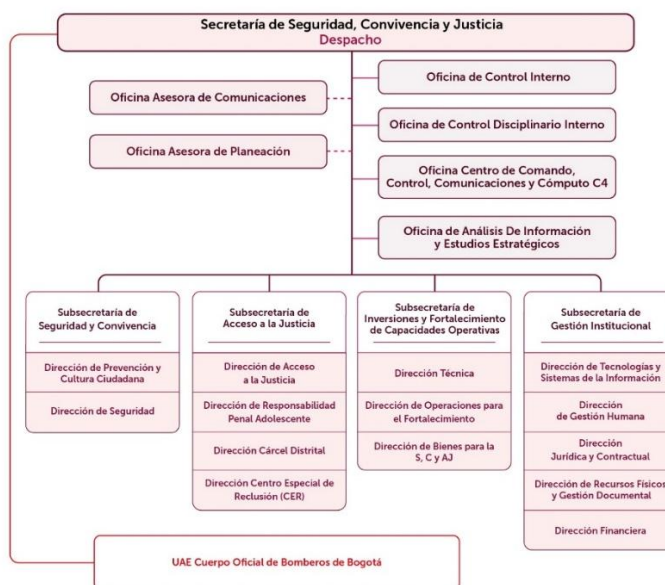 Secretaría de Seguridad, Convivencia y Justicia
Despacho
Oficina Asesora de Comunicaciones
Oficina Asesora de Planeación
Oficina de Control Interno
Oficina de Control Disciplinario Interno
Oficina Centro de Comando,
Control, Comunicaciones y Cómputo C4
Oficina de Análisis De Información
y Estudios Estratégicos
Subsecretaría de
Seguridad y Convivencia
Dirección de Prevención y
Cultura Ciudadana
Dirección de Seguridad
Subsecretaría de
Acceso a la Justicia
Dirección de Acceso
a la Justicia
Dirección de Responsabilidad
Penal Adolescente
Dirección Cárcel Distrital
Dirección Centro Especial de
Reclusión (CER)
Subsecretaría de
Inversiones y Fortalecimiento
de Capacidades Operativas
Dirección Técnica
Dirección de Operaciones para
el Fortalecimiento
Dirección de Bienes para la
S, C y AJ
Subsecretaría de
Gestión Institucional
Dirección de Tecnologías y
Sistemas de la Información
Dirección
de Gestión Humana
Dirección
Jurídica y Contractual
Dirección de Recursos Físicos
y Gestión Documental
Dirección Financiera
UAE Cuerpo Oficial de Bomberos de Bogotá